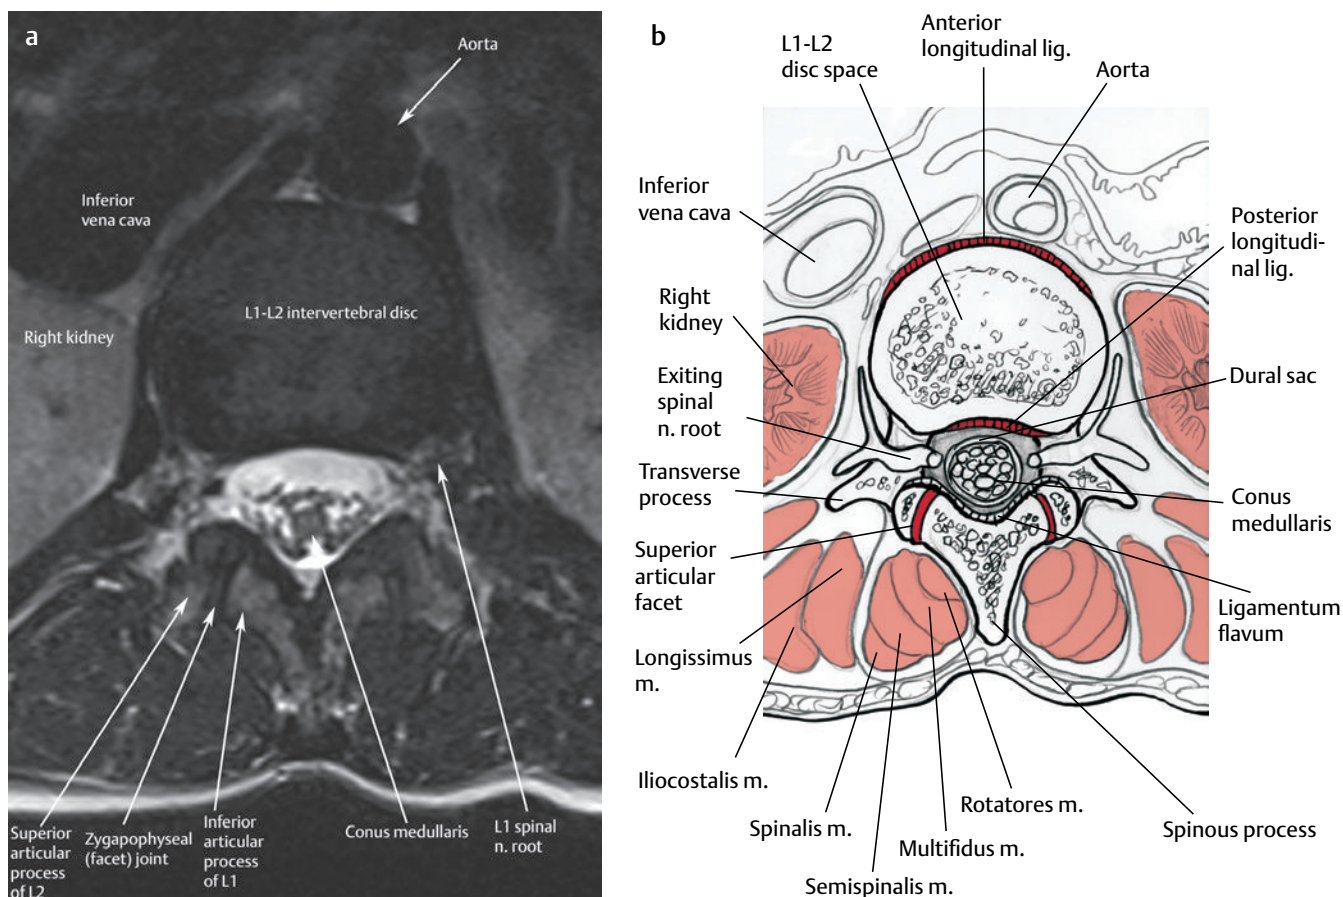 a
Aorta
Inferior
vena cava
Right kidney
L1-L2 intervertebral disc
Superior
articular
process
of L2
Zygapophyseal
(facet) joint
Inferior
articular
process
of L1
Conus medullaris
L1 spinal
n. root
b
L1-L2
disc space
Anterior
longitudinal lig.
Aorta
Inferior
vena cava
Posterior
longitudi-
nal lig.
Right
kidney
Exiting
spinal
n. root
Dural sac
Transverse
process
Conus
medullaris
Superior
articular
facet
Ligamentum
flavum
Longissimus
m.
Iliocostalis m.
Rotatores m.
Spinalis m.
Multifidus m.
Spinous process
Semispinalis m.